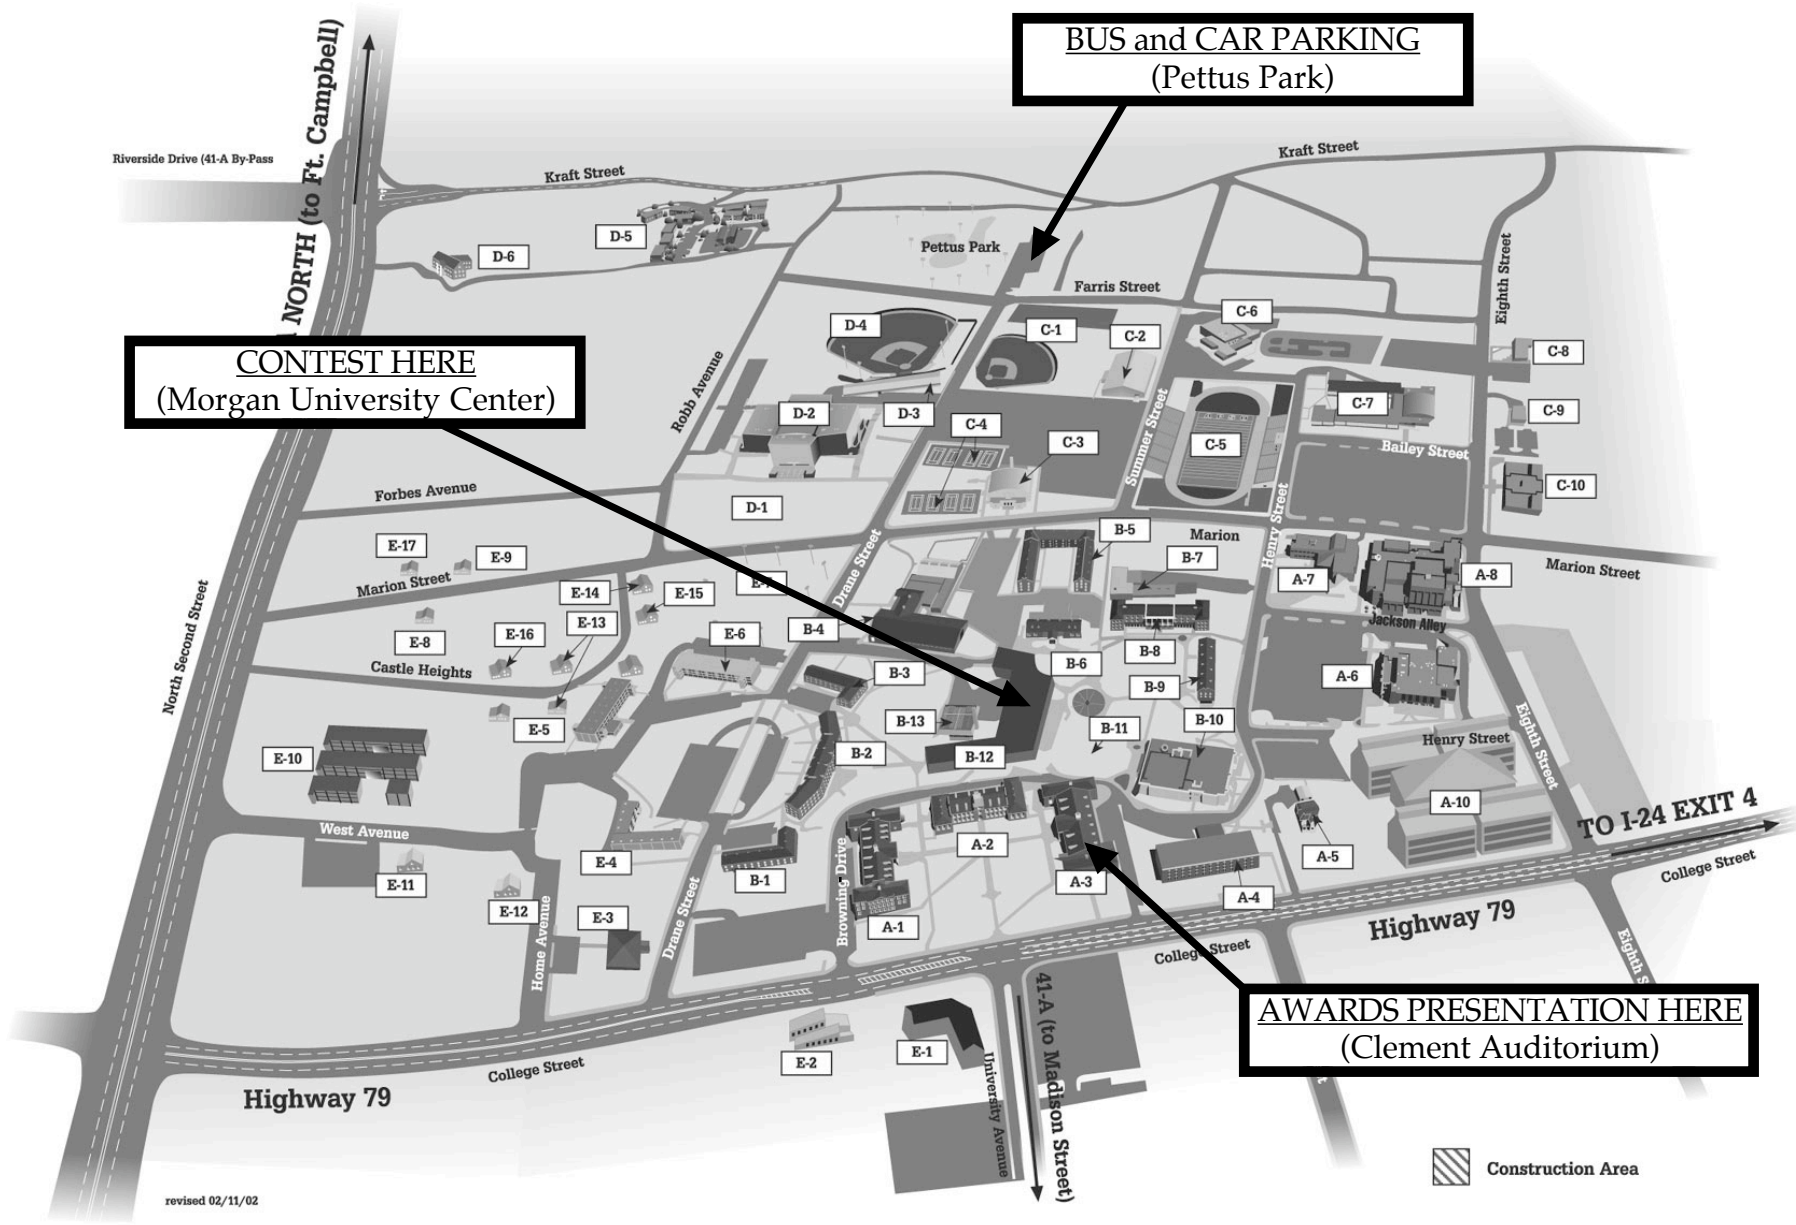 BUS and CAR PARKING
(Pettus Park)
Riverside Drive (41-A By-Pass
NORTH (to Ft. Campbell)
Kraft Street
Kraft Street
D-5
D-6
Pettus Park
Farris Street
Eighth Street
CONTEST HERE
(Morgan University Center)
D-4
C-1
C-2
C-6
C-8
Robb Avenue
D-2
D-3
C-4
C-3
Summer Street
C-5
C-7
C-9
Bailey Street
C-10
Forbes Avenue
D-1
Drane Street
B-5
Marion
Henry Street
E-17
E-9
Marion Street
E-14
E-15
B-7
A-7
A-8
Marion Street
North Second Street
E-8
E-16
E-13
E-6
B-4
B-8
Jackson Alley
Castle Heights
B-3
B-6
B-9
A-6
E-5
B-13
B-11
B-10
Eighth Street
Henry Street
E-10
B-2
B-12
A-10
TO I-24 EXIT 4
West Avenue
E-4
B-1
A-2
A-5
College Street
E-11
E-12
Browning Drive
A-3
A-4
Home Avenue
E-3
Drane Street
A-1
Highway 79
College Street
Eighth S
41-A (to Madison Street)
AWARDS PRESENTATION HERE
(Clement Auditorium)
E-2
E-1
University Avenue
College Street
Highway 79
Construction Area
revised 02/11/02